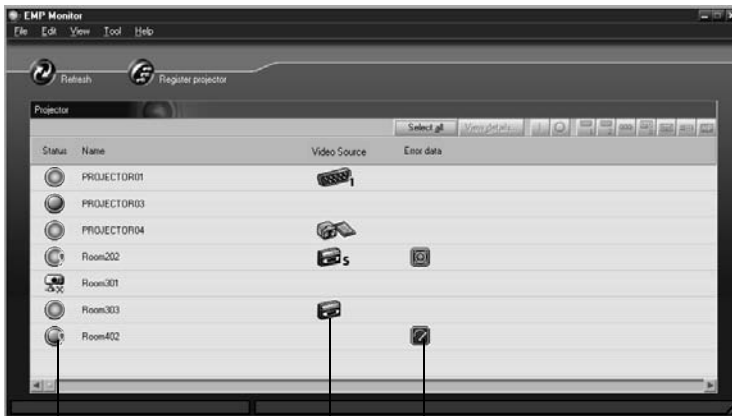 EMP Monitor
File Edit View Tool Help
Refresh Register projector
Projector
Select all View details...
Status Name Video Source Error data
PROJECTOR01 1
PROJECTOR03
PROJECTOR04
Room202 S
Room301
Room303
Room402